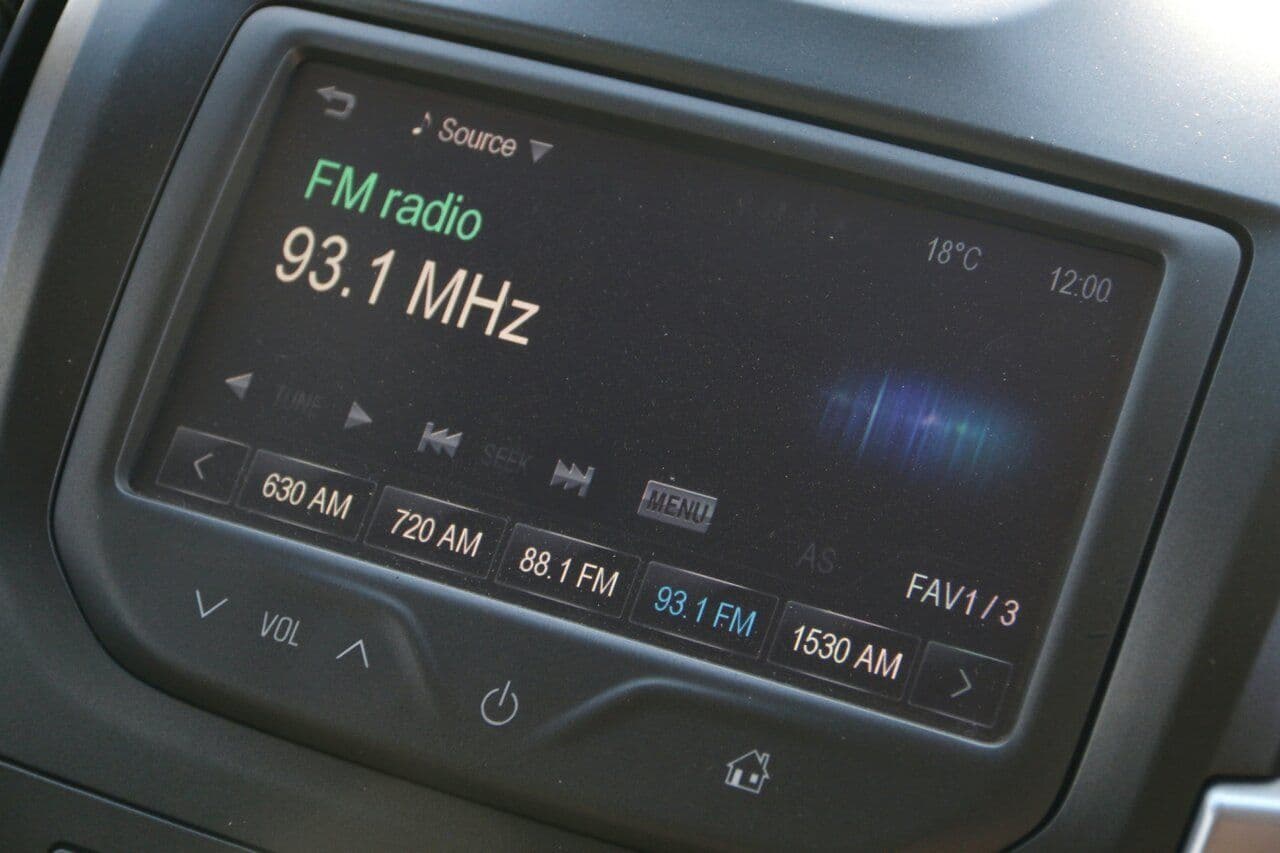 Source
FM radio
93.1 MHz
18°C
12:00
TUNE
SEEK
MENU
AS
FAV1 / 3
630 AM
720 AM
88.1 FM
93.1 FM
1530 AM
VOL